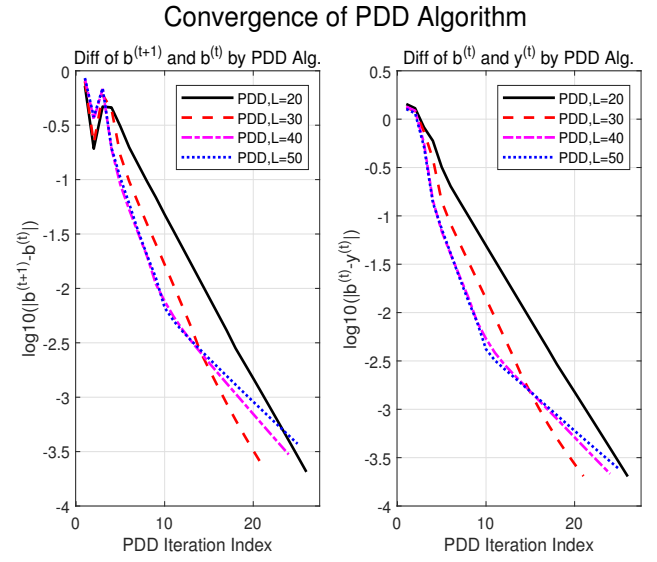 Convergence of PDD Algorithm
Diff of b^(t+1) and b^(t) by PDD Alg.
0
-0.5
-1
-1.5
-2
-2.5
-3
-3.5
-4
log10(|b^(t+1)-b^(t)|)
PDD,L=20
PDD,L=30
PDD,L=40
PDD,L=50
0
10
20
PDD Iteration Index
Diff of b^(t) and y^(t) by PDD Alg.
0.5
0
-0.5
-1
-1.5
-2
-2.5
-3
-3.5
-4
log10(|b^(t)-y^(t)|)
PDD,L=20
PDD,L=30
PDD,L=40
PDD,L=50
0
10
20
PDD Iteration Index